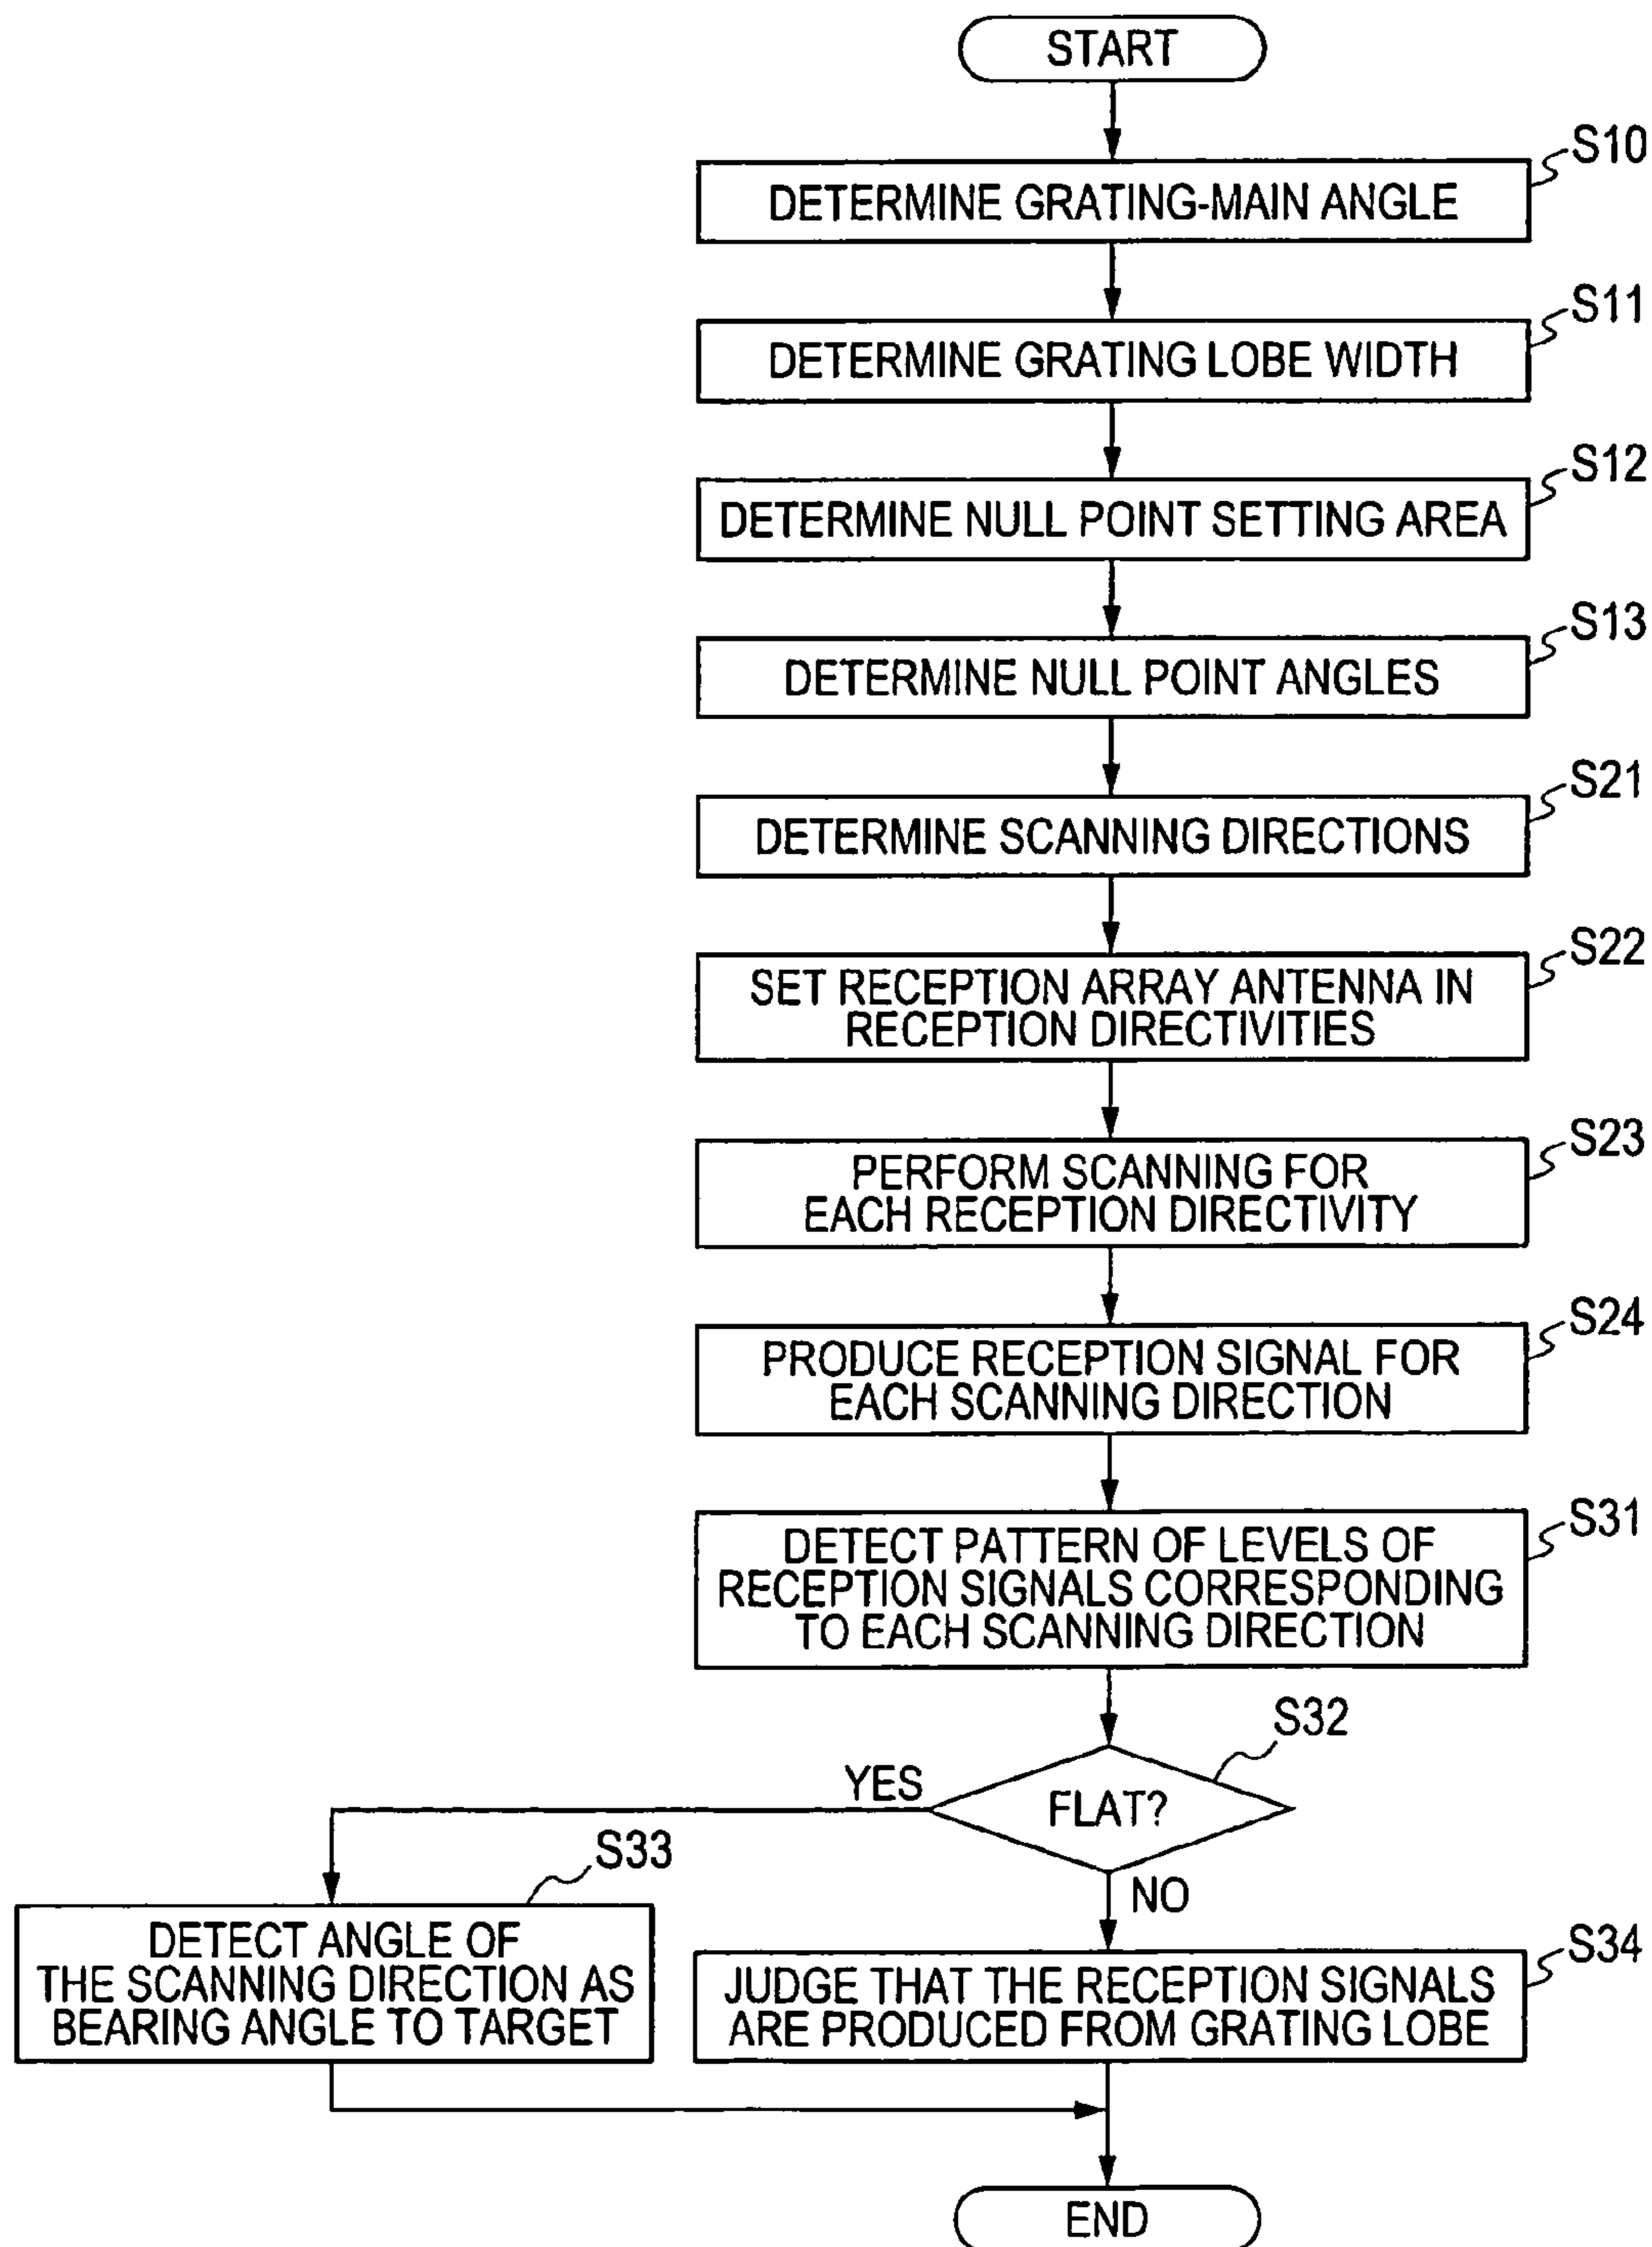 START
S10
DETERMINE GRATING-MAIN ANGLE
S11
DETERMINE GRATING LOBE WIDTH
S12
DETERMINE NULL POINT SETTING AREA
S13
DETERMINE NULL POINT ANGLES
S21
DETERMINE SCANNING DIRECTIONS
S22
SET RECEPTION ARRAY ANTENNA IN
RECEPTION DIRECTIVITIES
S23
PERFORM SCANNING FOR
EACH RECEPTION DIRECTIVITY
S24
PRODUCE RECEPTION SIGNAL FOR
EACH SCANNING DIRECTION
S31
DETECT PATTERN OF LEVELS OF
RECEPTION SIGNALS CORRESPONDING
TO EACH SCANNING DIRECTION
S32
FLAT?
YES
S33
DETECT ANGLE OF
THE SCANNING DIRECTION AS
BEARING ANGLE TO TARGET
NO
S34
JUDGE THAT THE RECEPTION SIGNALS
ARE PRODUCED FROM GRATING LOBE
END